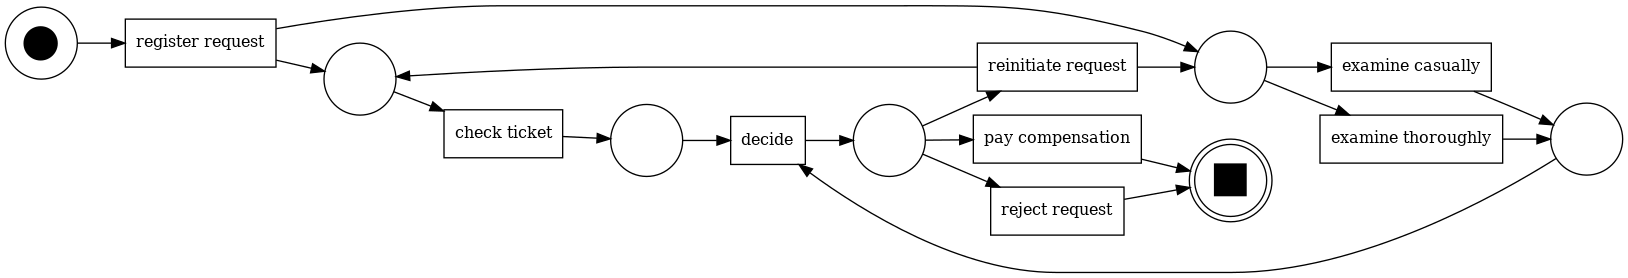 register request
check ticket
decide
reinitiate request
pay compensation
reject request
examine casually
examine thoroughly